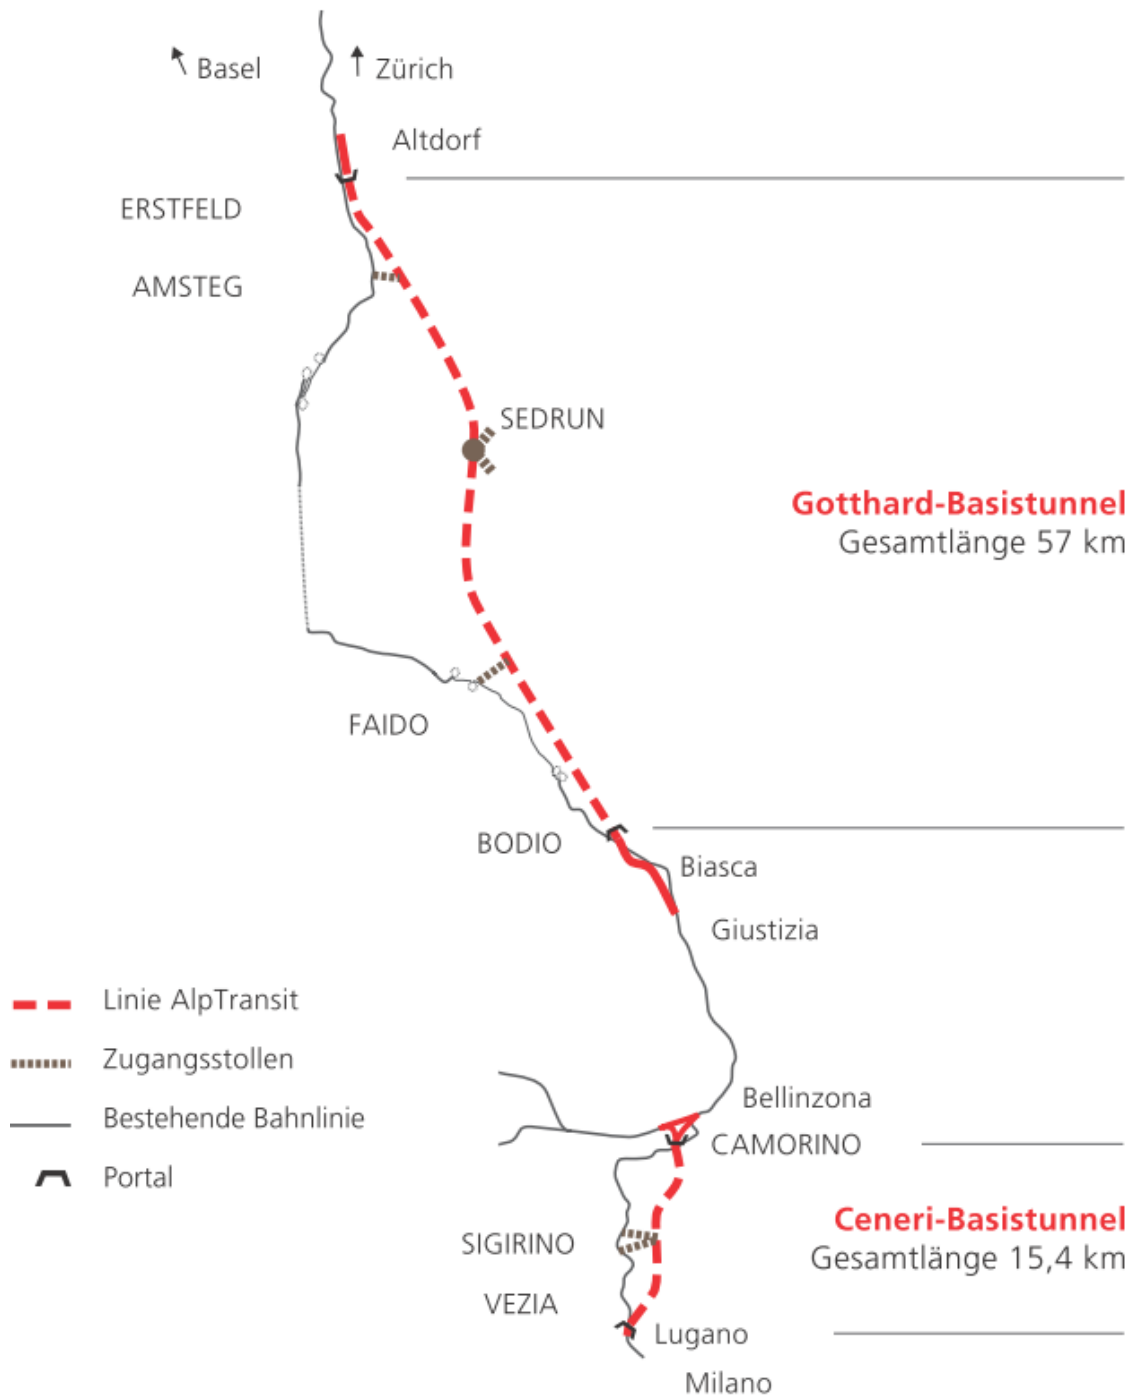 Basel
Zürich
Altdorf
ERSTFELD
AMSTEG
SEDRUN
Gotthard-Basistunnel
Gesamtlänge 57 km
FAIDO
BODIO
Biasca
Giustizia
Linie AlpTransit
Zugangsstollen
Bestehende Bahnlinie
Portal
Bellinzona
CAMORINO
Ceneri-Basistunnel
Gesamtlänge 15,4 km
SIGIRINO
VEZIA
Lugano
Milano